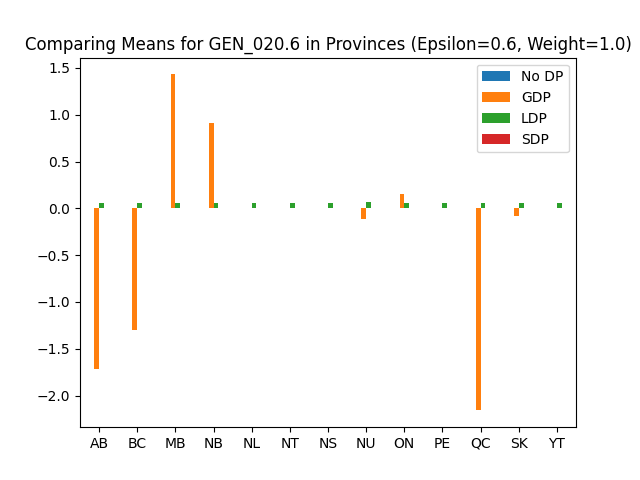 Comparing Means for GEN_020.6 in Provinces (Epsilon=0.6, Weight=1.0)
1.5
1.0
0.5
0.0
−0.5
−1.0
−1.5
−2.0
No DP
GDP
LDP
SDP
AB BC MB NB NL NT NS NU ON PE QC SK YT